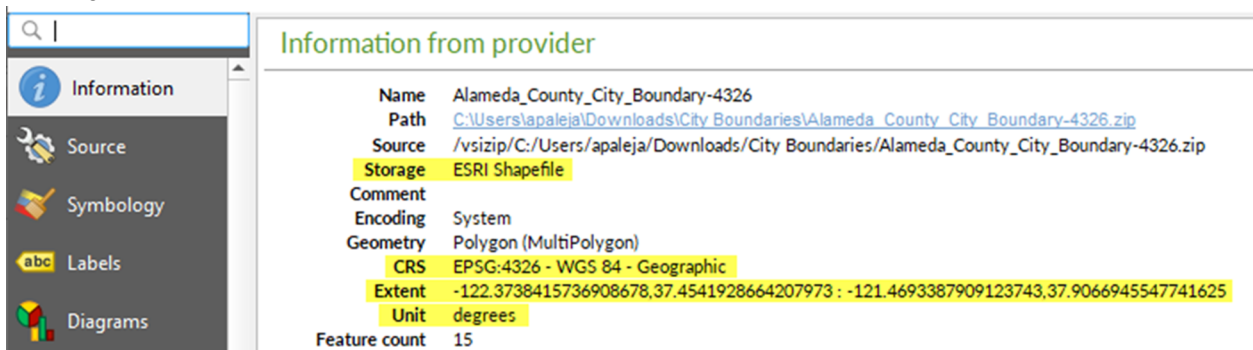 Information
Source
Symbology
abc Labels
Diagrams
Information from provider
Name Alameda_County_City_Boundary-4326
Path C:\Users\apaleja\Downloads\City Boundaries\Alameda_County_City_Boundary-4326.zip
Source /vsizip/C:/Users/apaleja/Downloads/City Boundaries/Alameda_County_City_Boundary-4326.zip
Storage ESRI Shapefile
Comment
Encoding System
Geometry Polygon (MultiPolygon)
CRS EPSG:4326 - WGS 84 - Geographic
Extent -122.3738415736908678,37.4541928664207973 : -121.4693387909123743,37.9066945547741625
Unit degrees
Feature count 15